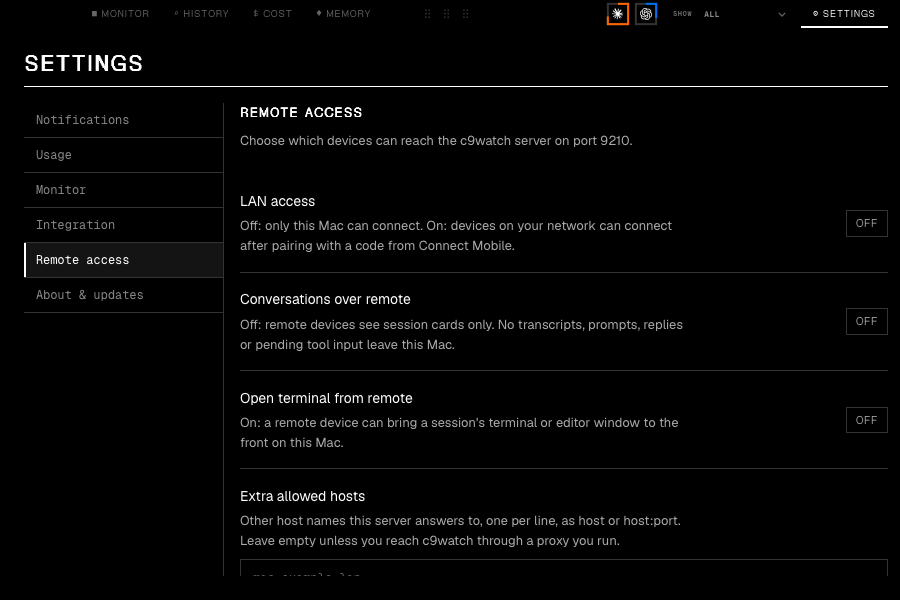 MONITOR
HISTORY
$ COST
MEMORY
SHOW ALL
SETTINGS
SETTINGS
Notifications
Usage
Monitor
Integration
Remote access
About & updates
REMOTE ACCESS
Choose which devices can reach the c9watch server on port 9210.
LAN access
Off: only this Mac can connect. On: devices on your network can connect
after pairing with a code from Connect Mobile.
OFF
Conversations over remote
Off: remote devices see session cards only. No transcripts, prompts, replies
or pending tool input leave this Mac.
OFF
Open terminal from remote
On: a remote device can bring a session's terminal or editor window to the
front on this Mac.
OFF
Extra allowed hosts
Other host names this server answers to, one per line, as host or host:port.
Leave empty unless you reach c9watch through a proxy you run.